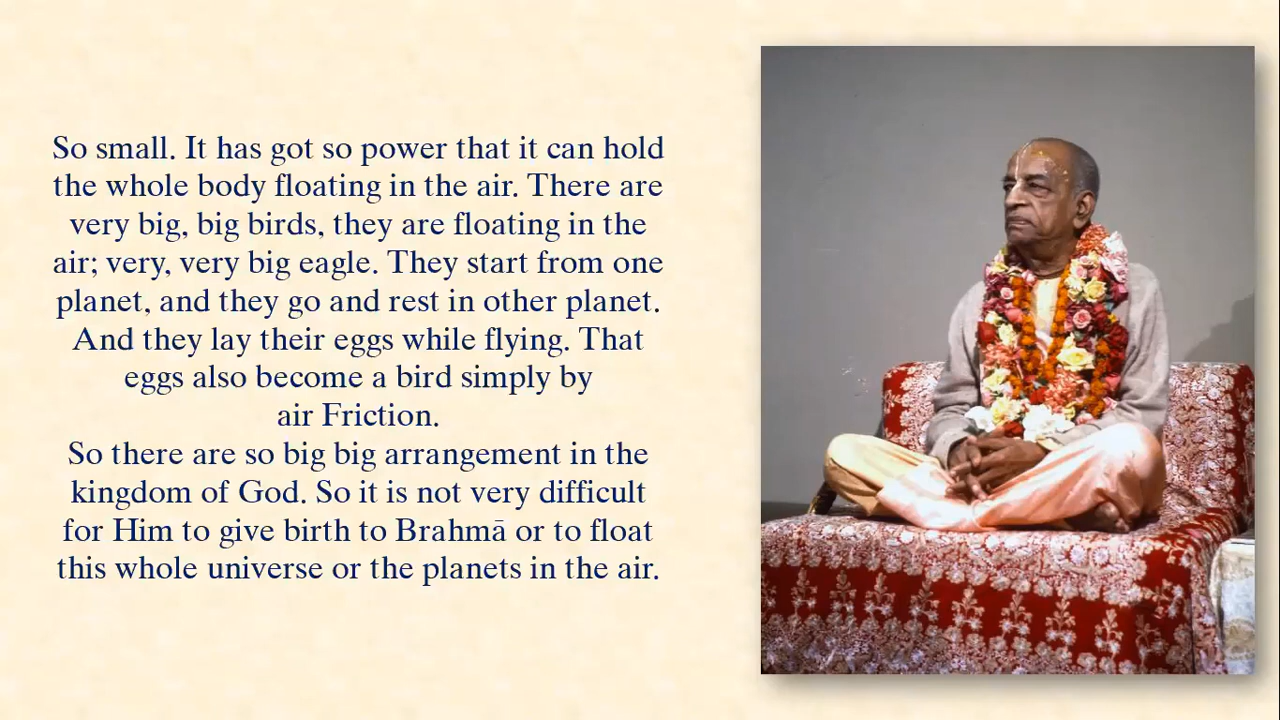 So small. It has got so power that it can hold
the whole body floating in the air. There are
very big, big birds, they are floating in the
air; very, very big eagle. They start from one
planet, and they go and rest in other planet.
And they lay their eggs while flying. That
eggs also become a bird simply by
air Friction.
So there are so big big arrangement in the
kingdom of God. So it is not very difficult
for Him to give birth to Brahmā or to float
this whole universe or the planets in the air.